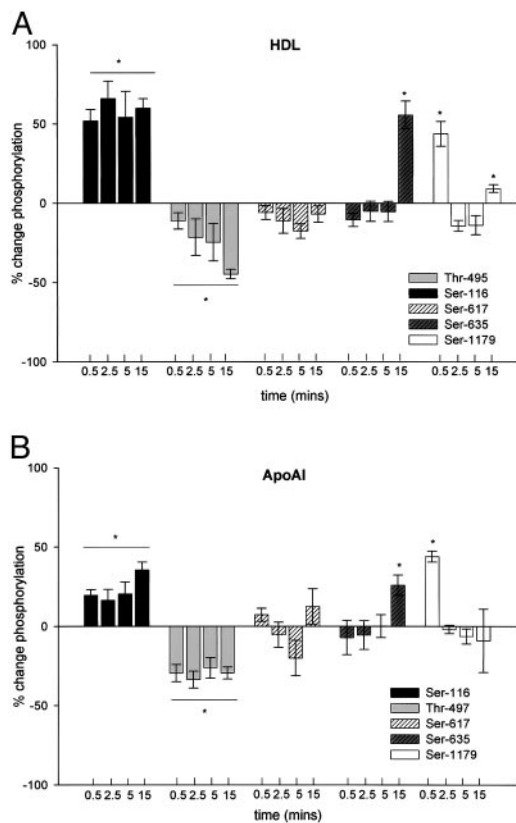 A
HDL
*
*
*
*
*
100
50
0
-50
-100
% change phosphorylation
Thr-495
Ser-116
Ser-617
Ser-635
Ser-1179
0.5 2.5 5 15 0.5 2.5 5 15 0.5 2.5 5 15 0.5 2.5 5 15 0.5 2.5 5 15
time (mins)
B
ApoAI
*
*
*
*
100
50
0
-50
-100
% change phosphorylation
Ser-116
Thr-497
Ser-617
Ser-635
Ser-1179
0.5 2.5 5 15 0.5 2.5 5 15 0.5 2.5 5 15 0.5 2.5 5 15 0.5 2.5 5 15
time (mins)